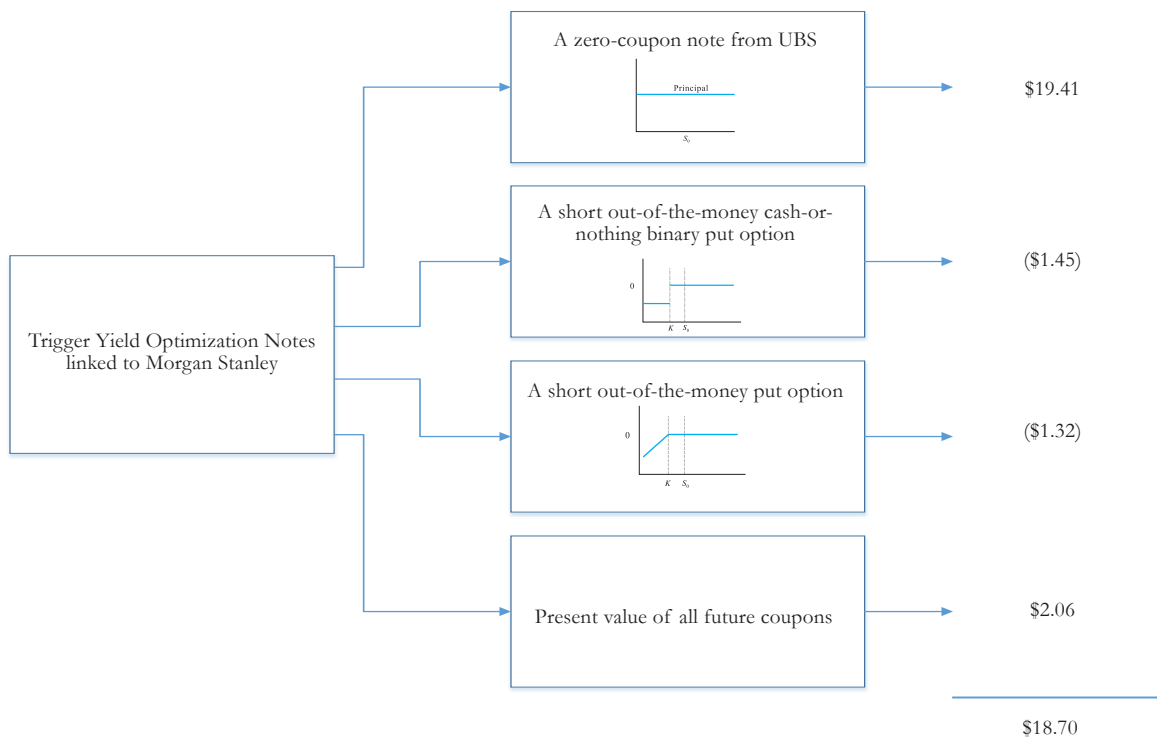 A zero-coupon note from UBS
Principal
S0
$19.41
A short out-of-the-money cash-or-
nothing binary put option
0
K S0
($1.45)
Trigger Yield Optimization Notes
linked to Morgan Stanley
A short out-of-the-money put option
0
K S0
($1.32)
Present value of all future coupons
$2.06
$18.70